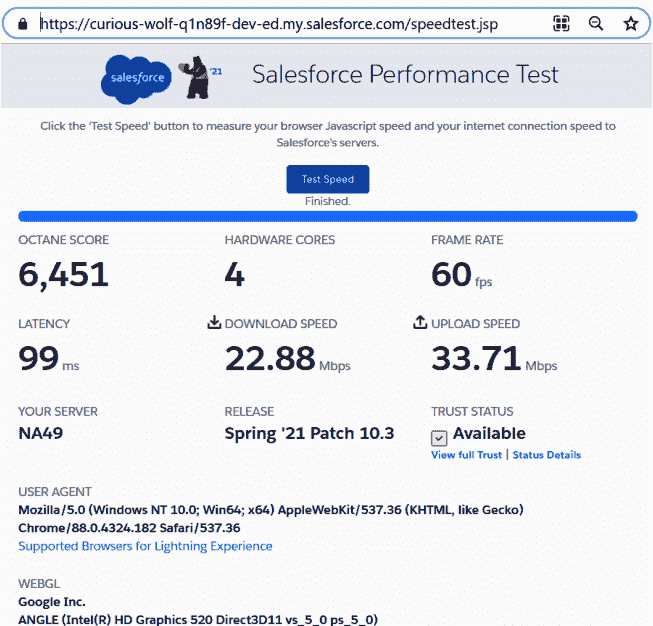 https://curious-wolf-q1n89f-dev-ed.my.salesforce.com/speedtest.jsp
salesforce '21 Salesforce Performance Test
Click the 'Test Speed' button to measure your browser Javascript speed and your internet connection speed to
Salesforce's servers.
Test Speed
Finished.
OCTANE SCORE HARDWARE CORES FRAME RATE
6,451 4 60 fps
LATENCY DOWNLOAD SPEED UPLOAD SPEED
99 ms 22.88 Mbps 33.71 Mbps
YOUR SERVER RELEASE TRUST STATUS
NA49 Spring '21 Patch 10.3 Available
View full Trust | Status Details
USER AGENT
Mozilla/5.0 (Windows NT 10.0; Win64; x64) AppleWebKit/537.36 (KHTML, like Gecko)
Chrome/88.0.4324.182 Safari/537.36
Supported Browsers for Lightning Experience
WEBGL
Google Inc.
ANGLE (Intel(R) HD Graphics 520 Direct3D11 vs_5_0 ps_5_0)